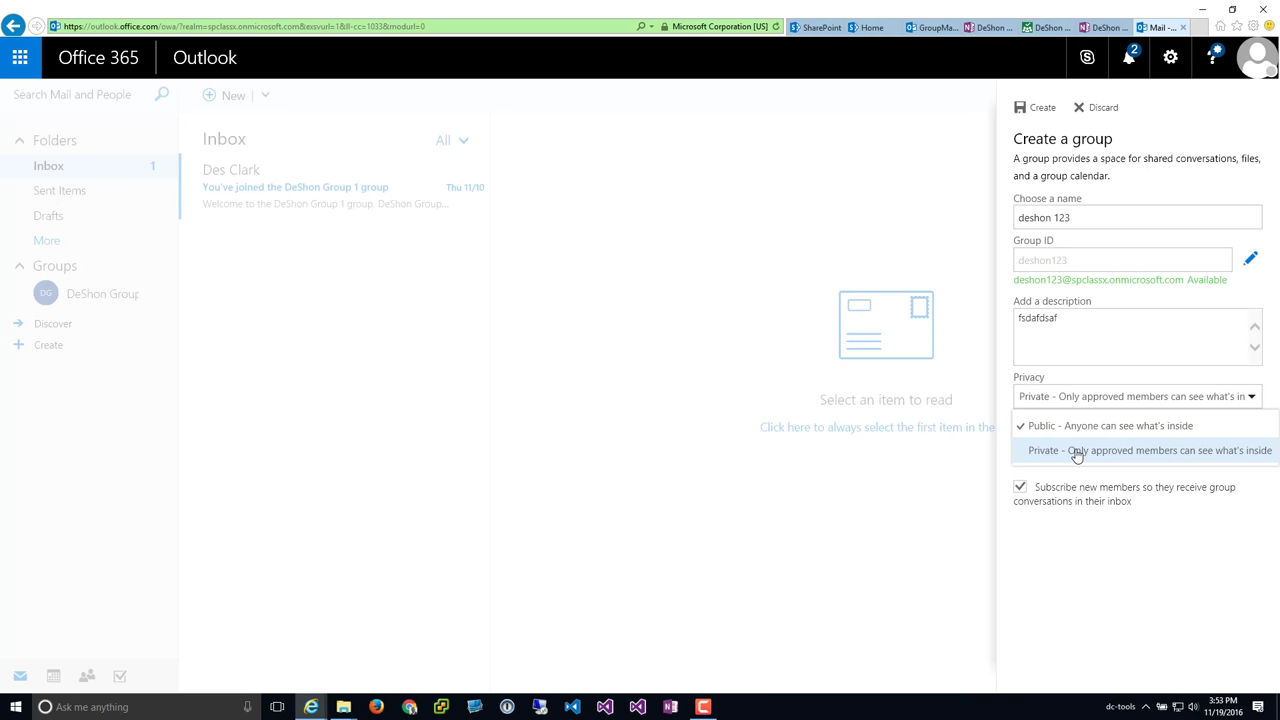 https://outlook.office.com/owa/?realm=spclassx.onmicrosoft.com&exsvurl=1&ll-cc=1033&modurl=0
Microsoft Corporation [US]
SharePoint
Home
GroupMa...
DeShon ...
DeShon ...
DeShon ...
Mail -...
Office 365
Outlook
2
Search Mail and People
New
Create
Discard
Folders
Inbox 1
Sent Items
Drafts
More
Groups
DG DeShon Group
Discover
Create
Inbox
All
Des Clark
You've joined the DeShon Group 1 group Thu 11/10
Welcome to the DeShon Group 1 group. DeShon Group...
Select an item to read
Click here to always select the first item in the
Create a group
A group provides a space for shared conversations, files,
and a group calendar.
Choose a name
deshon 123
Group ID
deshon123
deshon123@spclassx.onmicrosoft.com Available
Add a description
fsdafdsaf
Privacy
Private - Only approved members can see what's in
Public - Anyone can see what's inside
Private - Only approved members can see what's inside
Subscribe new members so they receive group
conversations in their inbox
Ask me anything
dc-tools
3:53 PM
11/19/2016